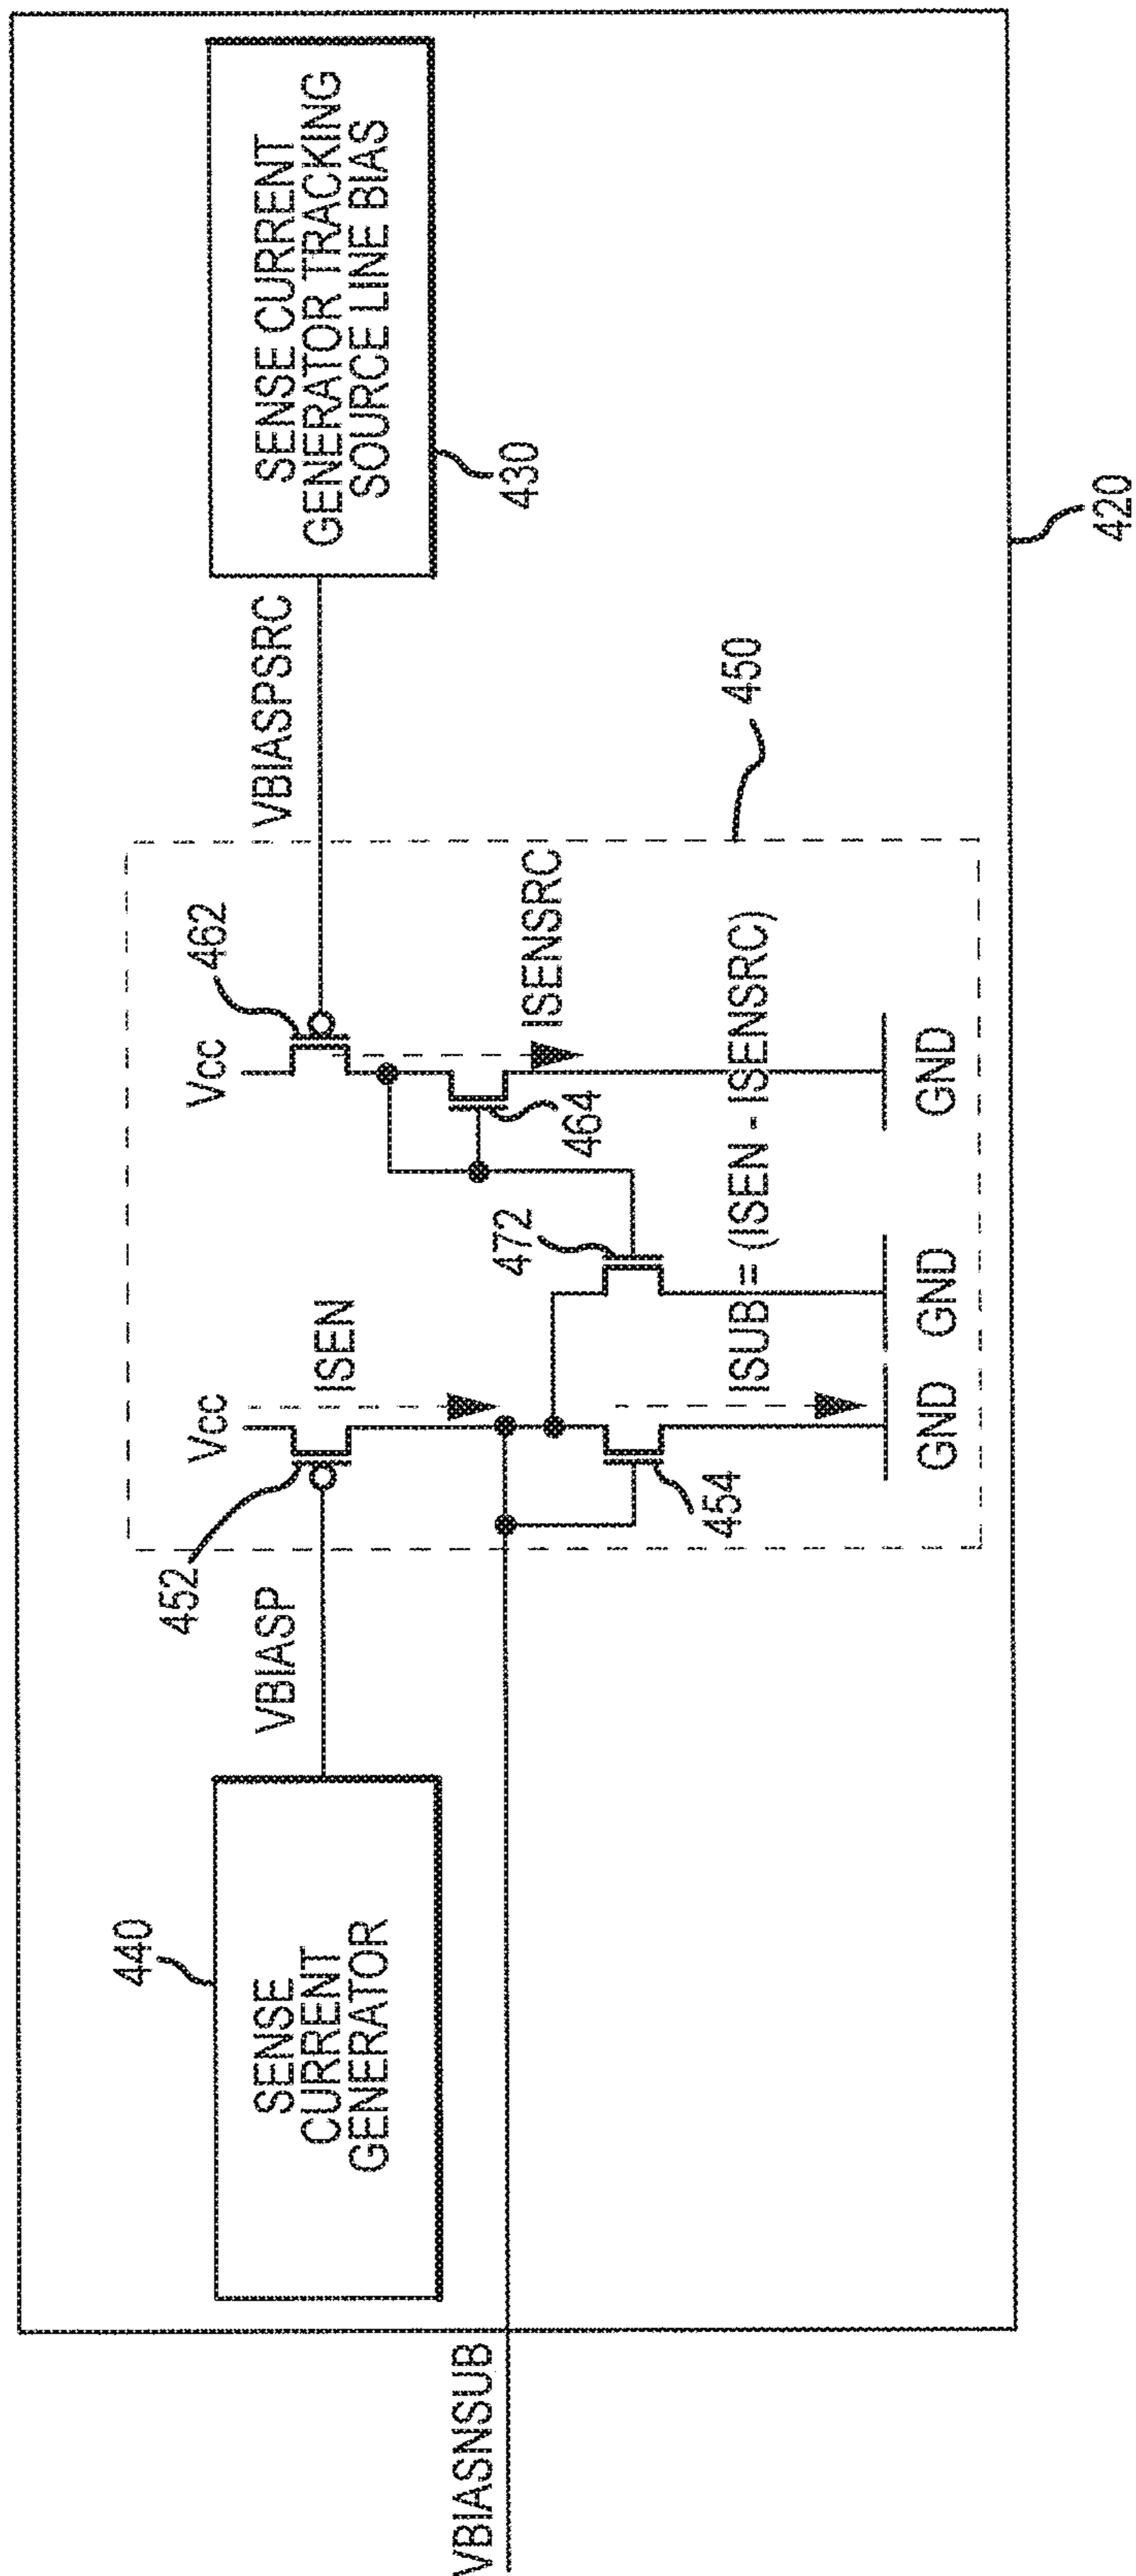 440
SENSE
CURRENT
GENERATOR
VBIASNSUB
VBIASP
452
Vcc
ISEN
454
ISUB = (ISEN - ISENSRC)
GND
472
GND
Vcc
462
464
ISENSRC
GND
450
VBIASPSRC
SENSE CURRENT
GENERATOR TRACKING
SOURCE LINE BIAS
430
420